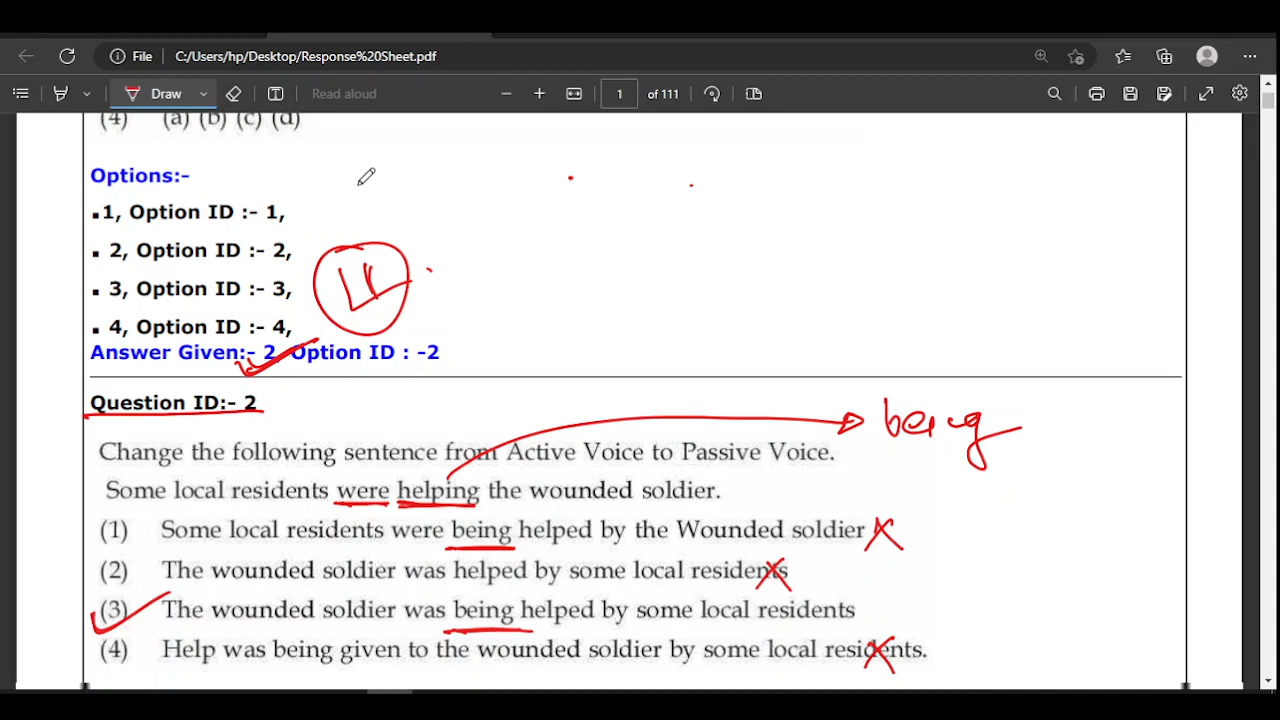 File C:/Users/hp/Desktop/Response%20Sheet.pdf
Draw Read aloud 1 of 111
(4) (a) (b) (c) (d)
Options:-
1, Option ID :- 1,
2, Option ID :- 2,
3, Option ID :- 3,
4, Option ID :- 4,
Answer Given:- 2, Option ID : -2
Question ID:- 2
being
Change the following sentence from Active Voice to Passive Voice.
Some local residents were helping the wounded soldier.
(1) Some local residents were being helped by the Wounded soldier
(2) The wounded soldier was helped by some local residents
(3) The wounded soldier was being helped by some local residents
(4) Help was being given to the wounded soldier by some local residents.